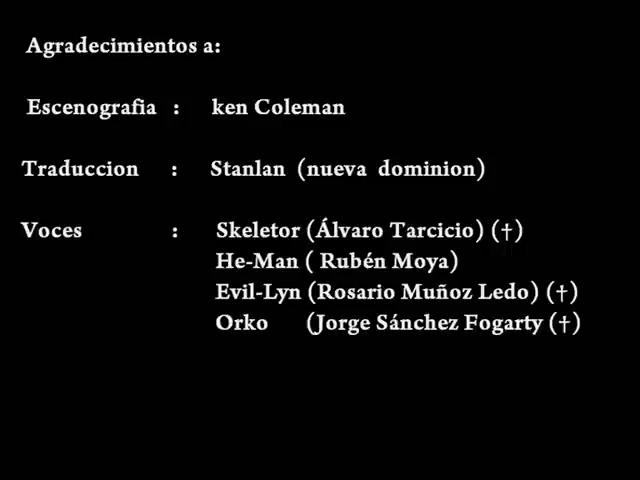 Agradecimientos a:
Escenografia : ken Coleman
Traduccion : Stanlan (nueva dominion)
Voces : Skeletor (Álvaro Tarcicio) (†)
He-Man ( Rubén Moya)
Evil-Lyn (Rosario Muñoz Ledo) (†)
Orko (Jorge Sánchez Fogarty (†)